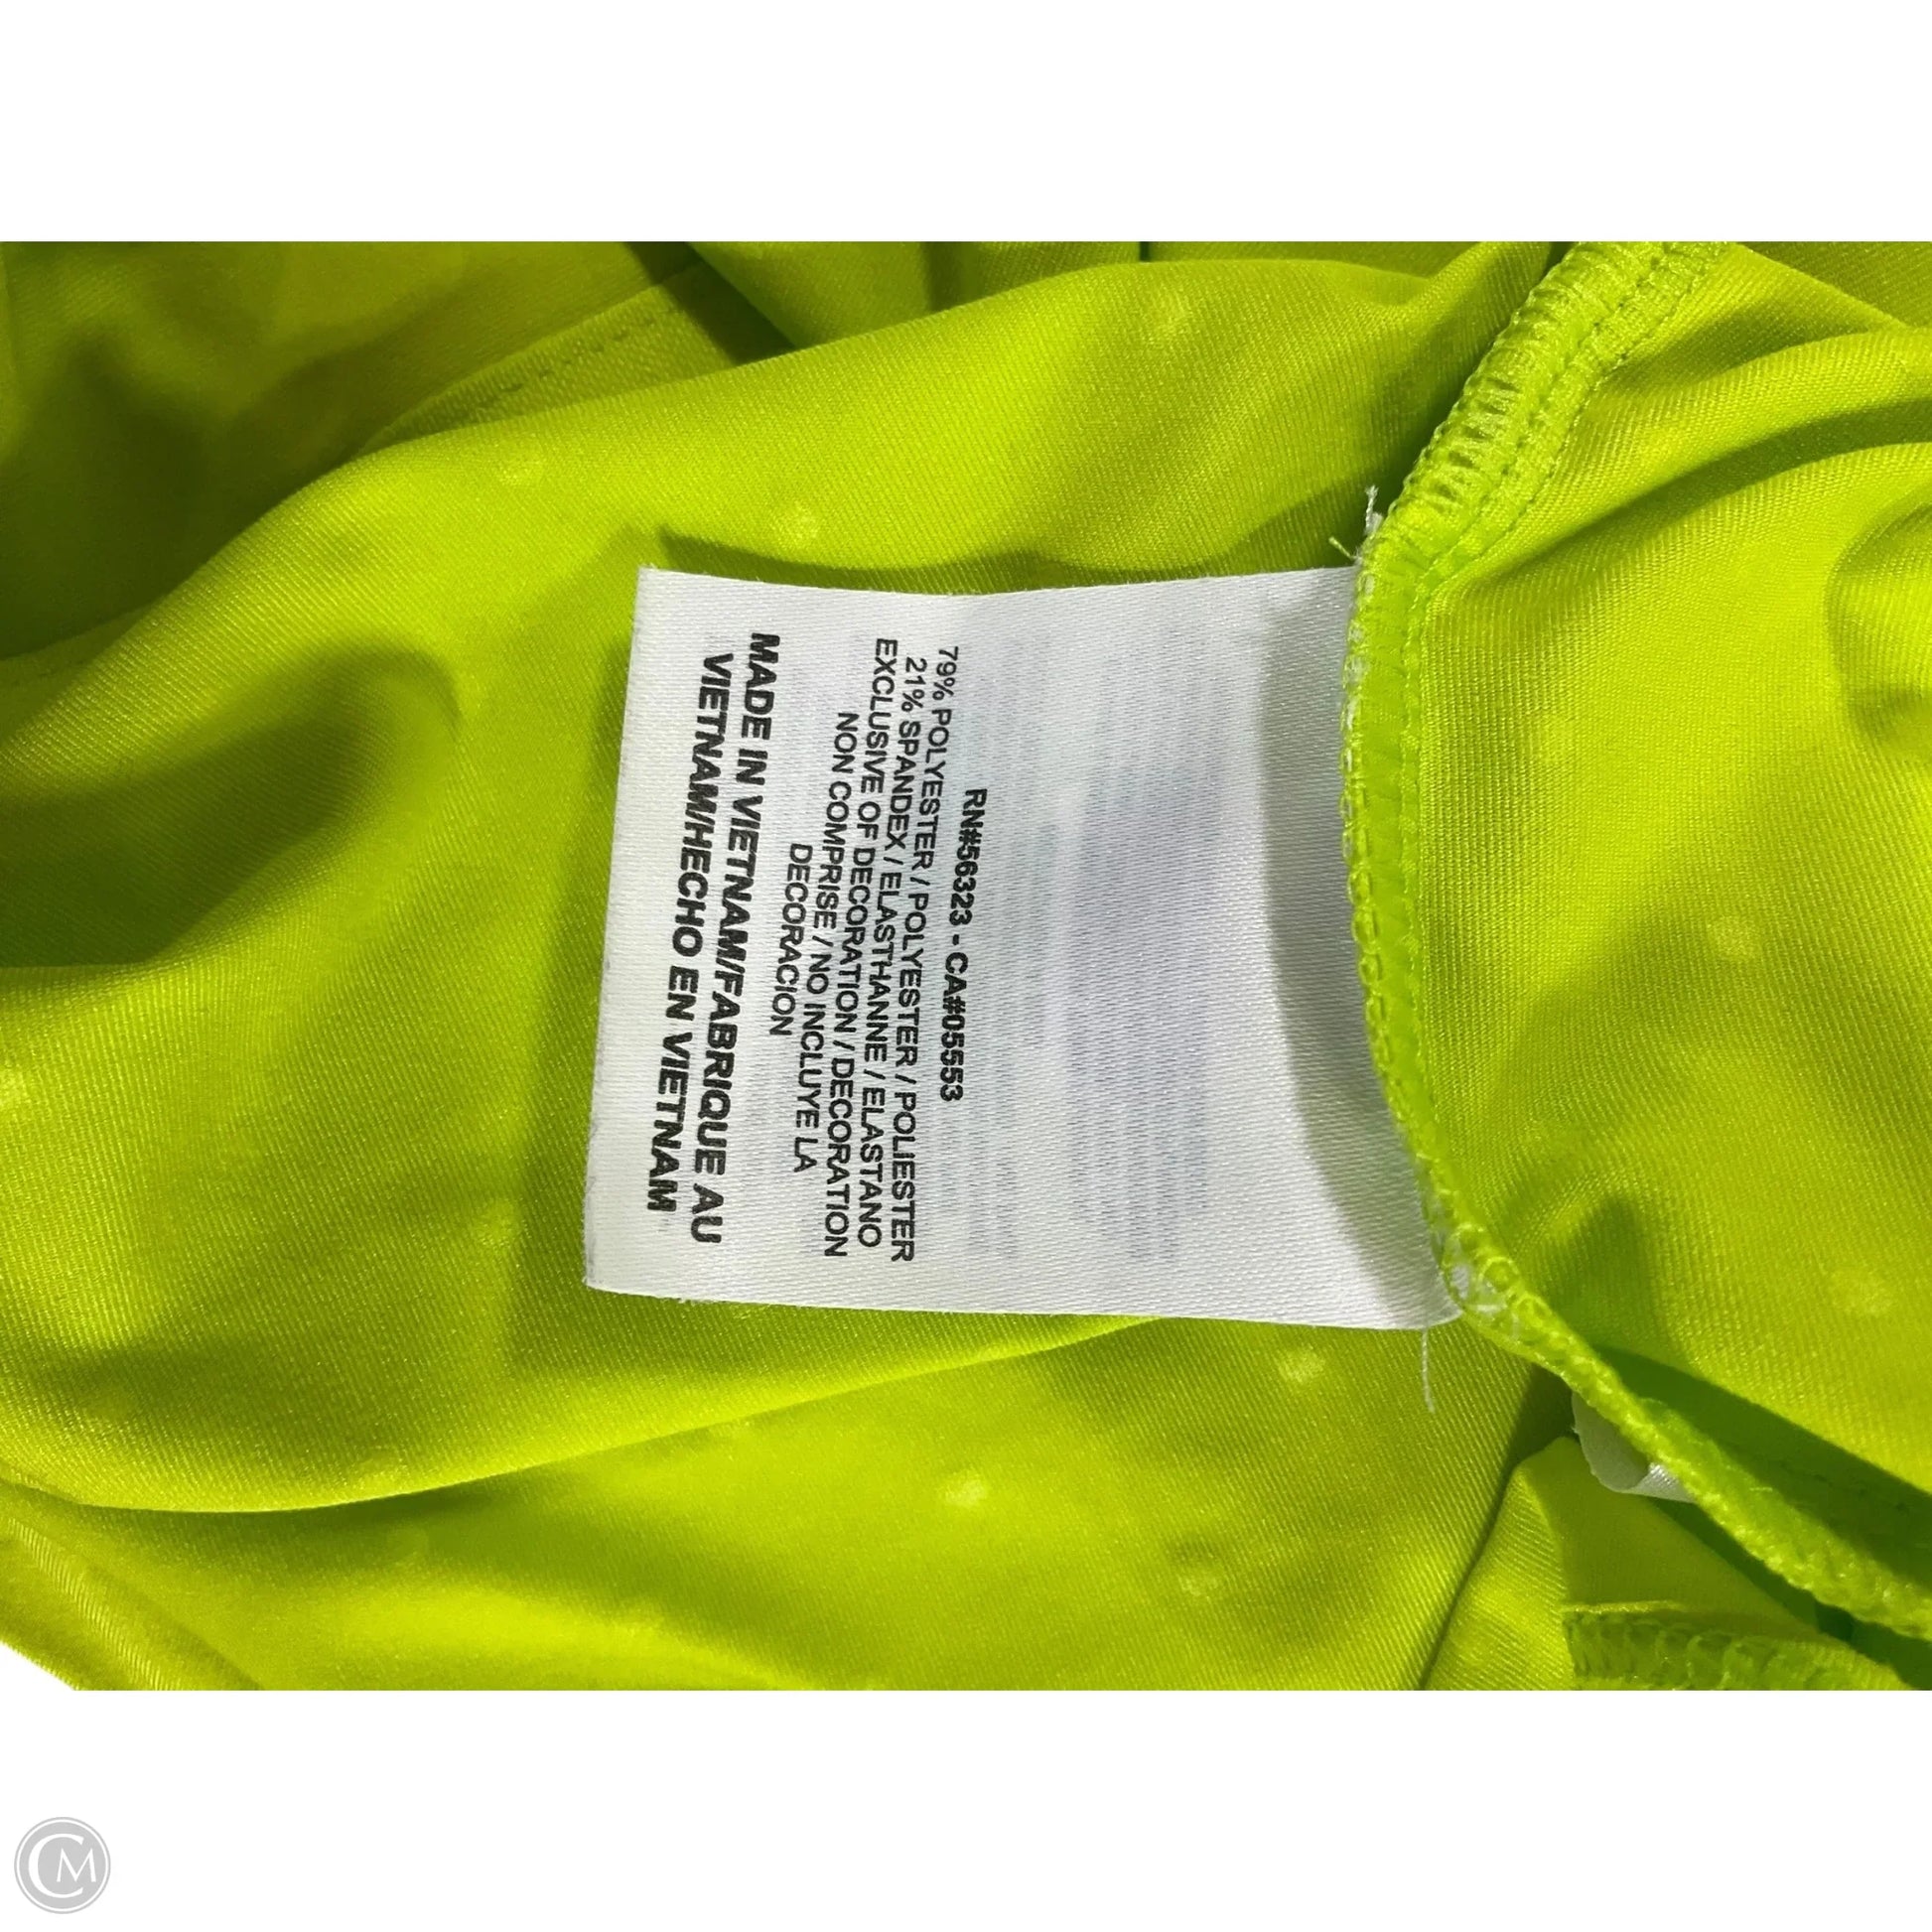 RN#56323 - CA#05553
79% POLYESTER / POLYESTER / POLIESTER
21% SPANDEX / ELASTHANNE / ELASTANO
EXCLUSIVE OF DECORATION / DECORATION
NON COMPRISE / NO INCLUYE LA
DECORACION
MADE IN VIETNAM/FABRIQUE AU
VIETNAM/HECHO EN VIETNAM
CM